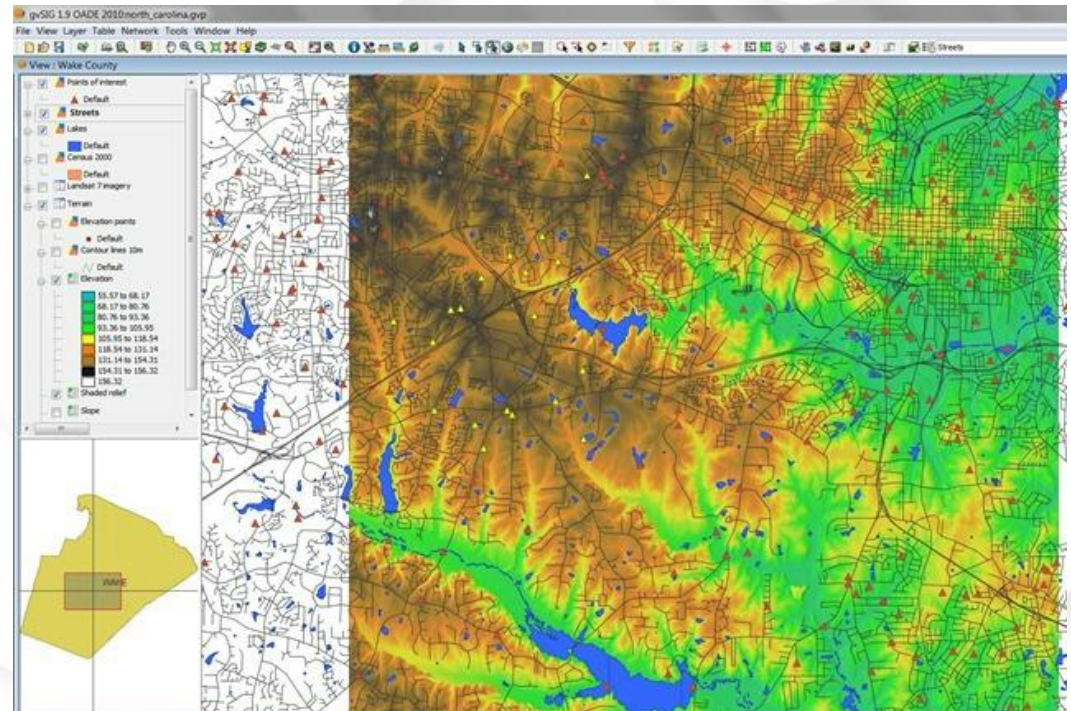 gvSIG 1.9 OADE 2010:north_carolina.gvp
File View Layer Table Network Tools Window Help
Streets
View : Wake County
Points of interest
Default
Streets
Lakes
Default
Census 2000
Default
Landsat 7 imagery
Terrain
Elevation points
Default
Contour lines 10m
Default
Elevation
55.57 to 68.17
68.17 to 80.76
80.76 to 93.36
93.36 to 105.95
105.95 to 118.54
118.54 to 131.14
131.14 to 154.31
154.31 to 156.32
156.32
Shaded relief
Slope
WAKE